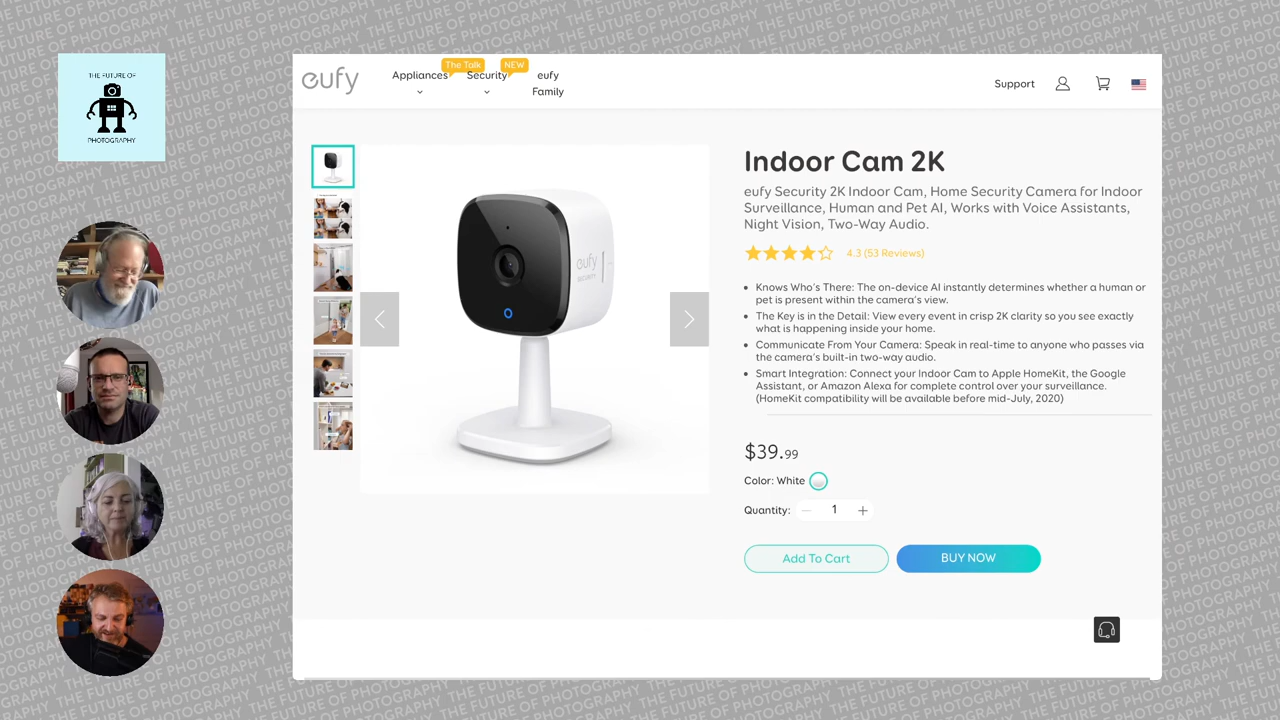 THE FUTURE OF
PHOTOGRAPHY
eufy
Appliances
The Talk
Security
NEW
eufy
Family
Support
eufy
SECURITY
Indoor Cam 2K
eufy Security 2K Indoor Cam, Home Security Camera for Indoor
Surveillance, Human and Pet AI, Works with Voice Assistants,
Night Vision, Two-Way Audio.
4.3 (53 Reviews)
Knows Who's There: The on-device AI instantly determines whether a human or
pet is present within the camera's view.
The Key is in the Detail: View every event in crisp 2K clarity so you see exactly
what is happening inside your home.
Communicate From Your Camera: Speak in real-time to anyone who passes via
the camera's built-in two-way audio.
Smart Integration: Connect your Indoor Cam to Apple HomeKit, the Google
Assistant, or Amazon Alexa for complete control over your surveillance.
(HomeKit compatibility will be available before mid-July, 2020)
$39.99
Color: White
Quantity: − 1 +
Add To Cart
BUY NOW
THE FUTURE OF PHOTOGRAPHY